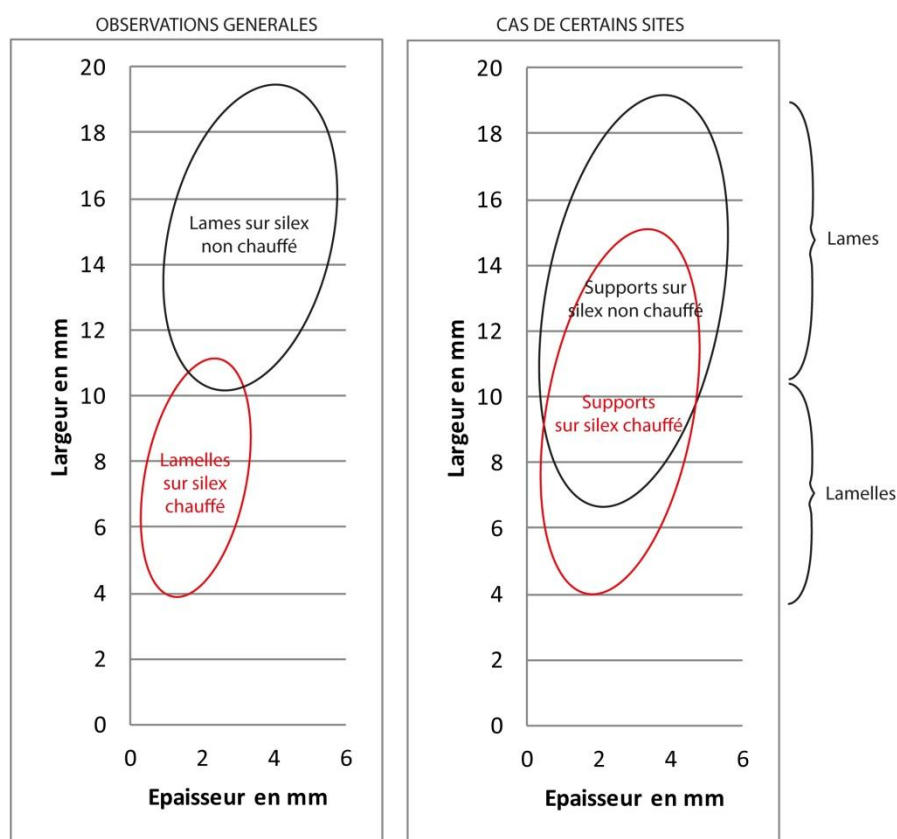 OBSERVATIONS GENERALES
20
18
16
14
12
10
8
6
4
2
0
0 2 4 6
Largeur en mm
Epaisseur en mm
Lames sur silex
non chauffé
Lamelles
sur silex
chauffé
CAS DE CERTAINS SITES
20
18
16
14
12
10
8
6
4
2
0
0 2 4 6
Largeur en mm
Epaisseur en mm
Supports sur
silex non chauffé
Supports
sur silex chauffé
Lames
Lamelles